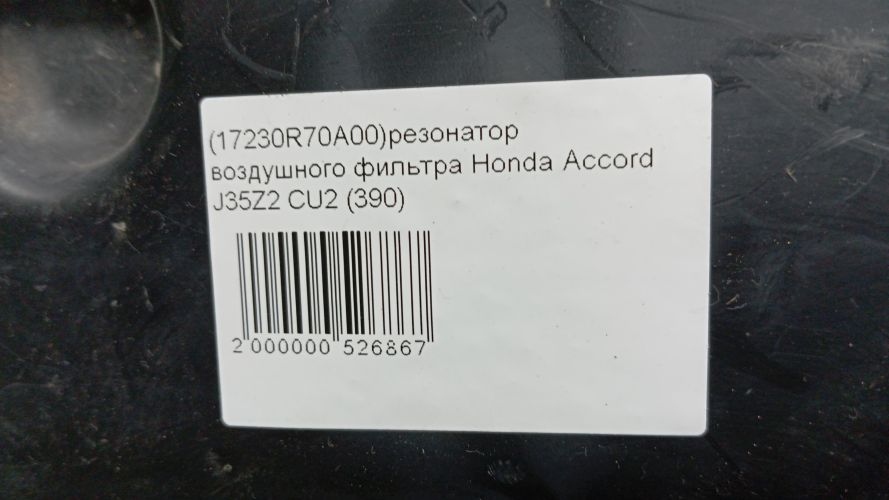 (17230R70A00)резонатор
воздушного фильтра Honda Accord
J35Z2 CU2 (390)
2 000000 526867